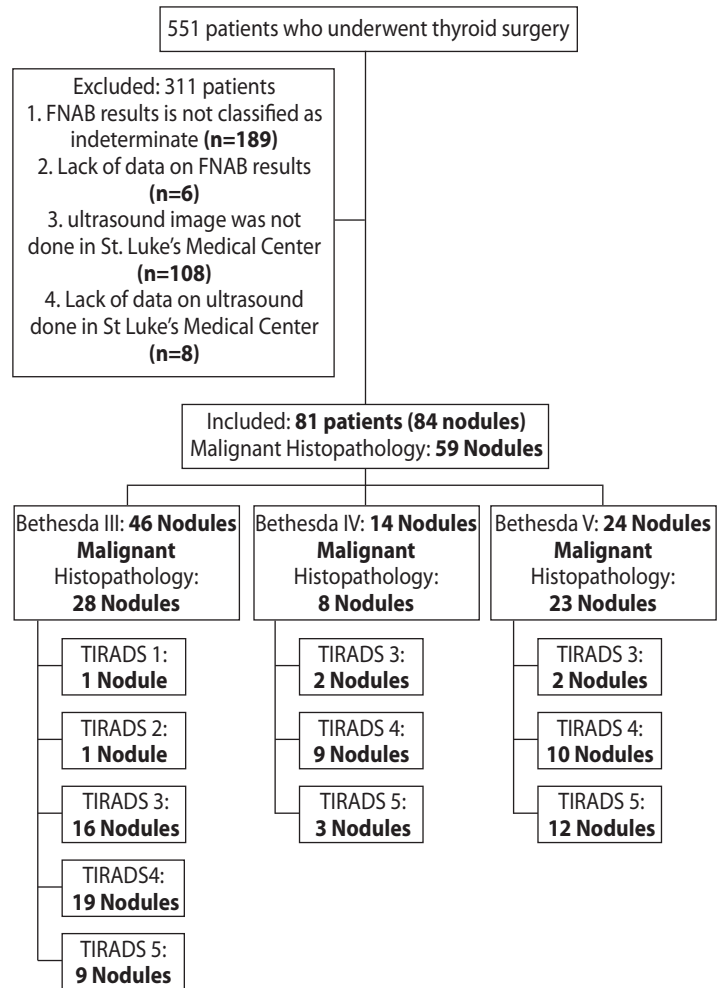 551 patients who underwent thyroid surgery
Excluded: 311 patients
1. FNAB results is not classified as
indeterminate (n=189)
2. Lack of data on FNAB results
(n=6)
3. ultrasound image was not
done in St. Luke's Medical Center
(n=108)
4. Lack of data on ultrasound
done in St Luke's Medical Center
(n=8)
Included: 81 patients (84 nodules)
Malignant Histopathology: 59 Nodules
Bethesda III: 46 Nodules
Malignant
Histopathology:
28 Nodules
TIRADS 1:
1 Nodule
TIRADS 2:
1 Nodule
TIRADS 3:
16 Nodules
TIRADS4:
19 Nodules
TIRADS 5:
9 Nodules
Bethesda IV: 14 Nodules
Malignant
Histopathology:
8 Nodules
TIRADS 3:
2 Nodules
TIRADS 4:
9 Nodules
TIRADS 5:
3 Nodules
Bethesda V: 24 Nodules
Malignant
Histopathology:
23 Nodules
TIRADS 3:
2 Nodules
TIRADS 4:
10 Nodules
TIRADS 5:
12 Nodules